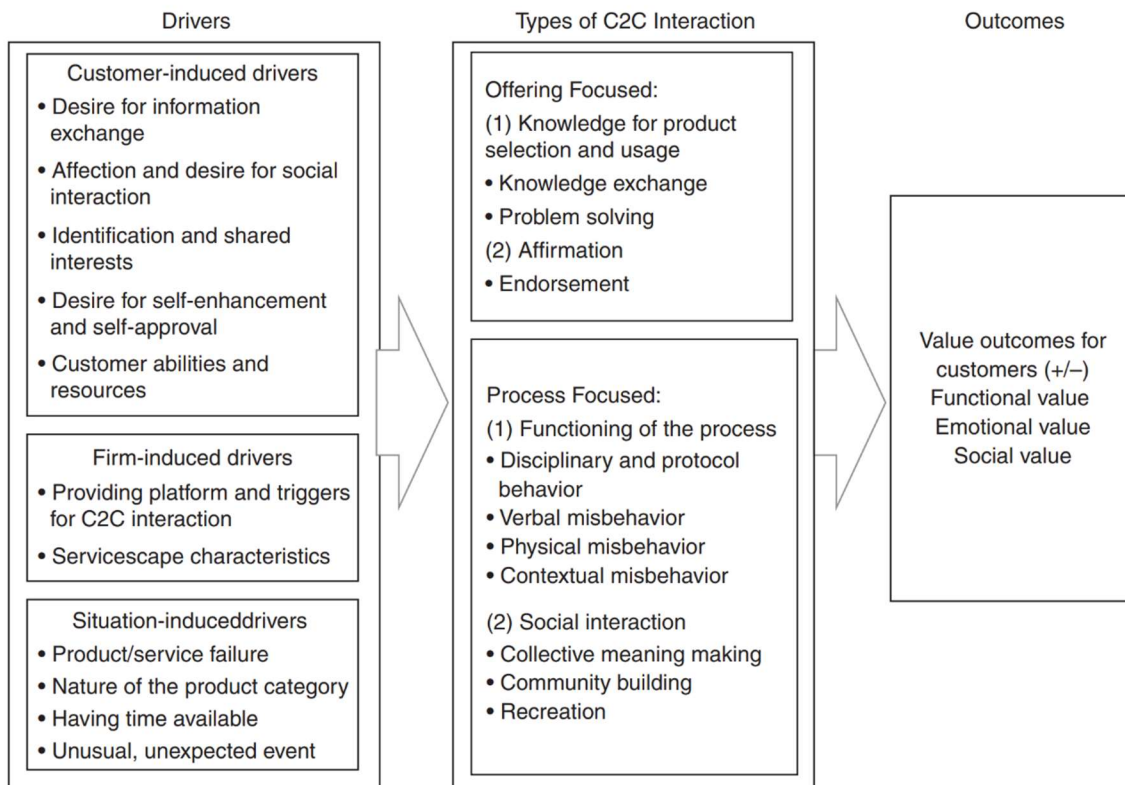 Drivers
Types of C2C Interaction
Outcomes
Customer-induced drivers
• Desire for information
exchange
• Affection and desire for social
interaction
• Identification and shared
interests
• Desire for self-enhancement
and self-approval
• Customer abilities and
resources
Firm-induced drivers
• Providing platform and triggers
for C2C interaction
• Servicescape characteristics
Situation-induceddrivers
• Product/service failure
• Nature of the product category
• Having time available
• Unusual, unexpected event
Offering Focused:
(1) Knowledge for product
selection and usage
• Knowledge exchange
• Problem solving
(2) Affirmation
• Endorsement
Process Focused:
(1) Functioning of the process
• Disciplinary and protocol
behavior
• Verbal misbehavior
• Physical misbehavior
• Contextual misbehavior
(2) Social interaction
• Collective meaning making
• Community building
• Recreation
Value outcomes for
customers (+/–)
Functional value
Emotional value
Social value